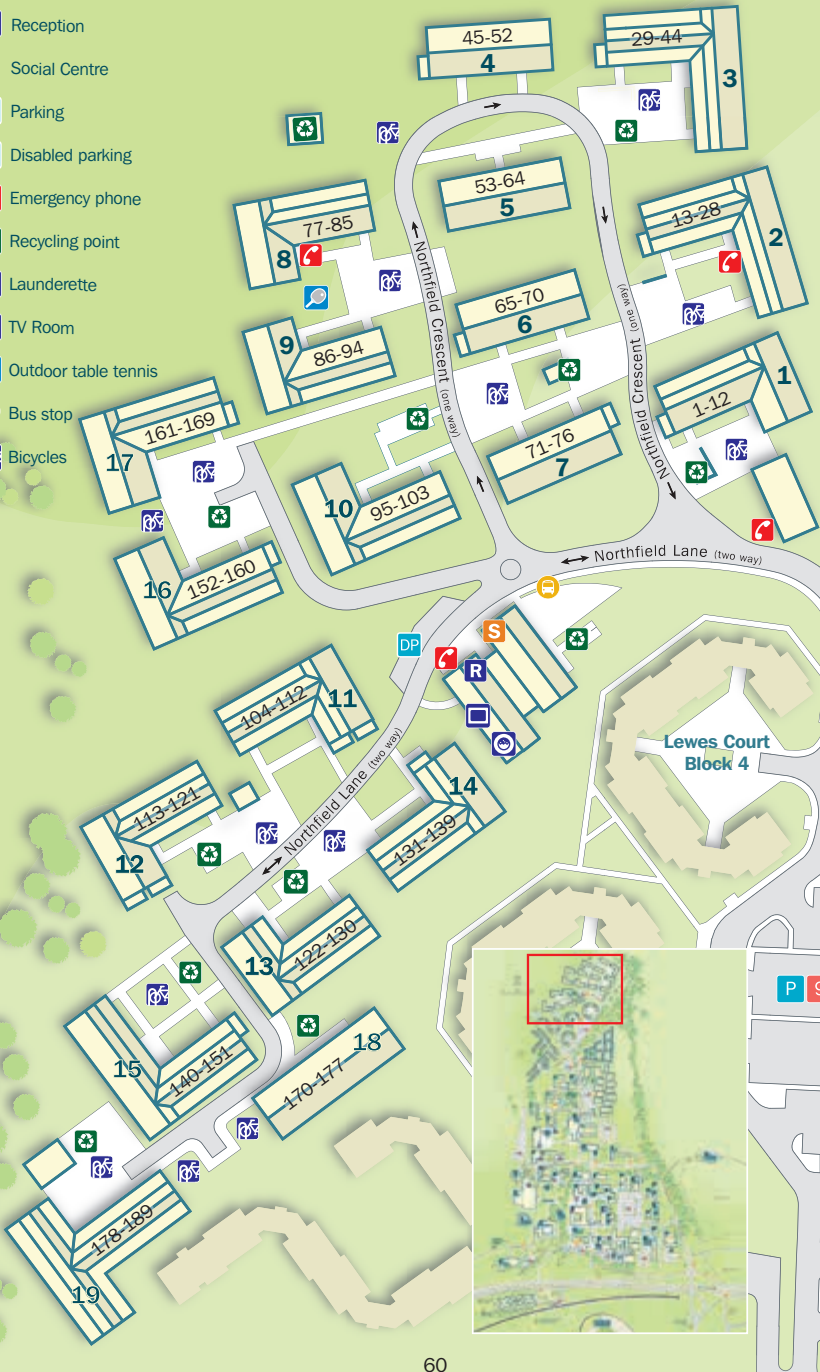 Reception
Social Centre
Parking
Disabled parking
Emergency phone
Recycling point
Launderette
TV Room
Outdoor table tennis
Bus stop
Bicycles
45-52
4
29-44
3
53-64
5
77-85
8
13-28
2
65-70
6
9
86-94
1
1-12
161-169
17
71-76
7
10
95-103
16
152-160
Northfield Crescent (one way)
Northfield Crescent (one way)
Northfield Lane (two way)
DP
S
R
11
104-112
Lewes Court
Block 4
Northfield Lane (two way)
14
131-139
113-121
12
13
122-130
15
140-151
18
170-177
P
9
178-189
19
60